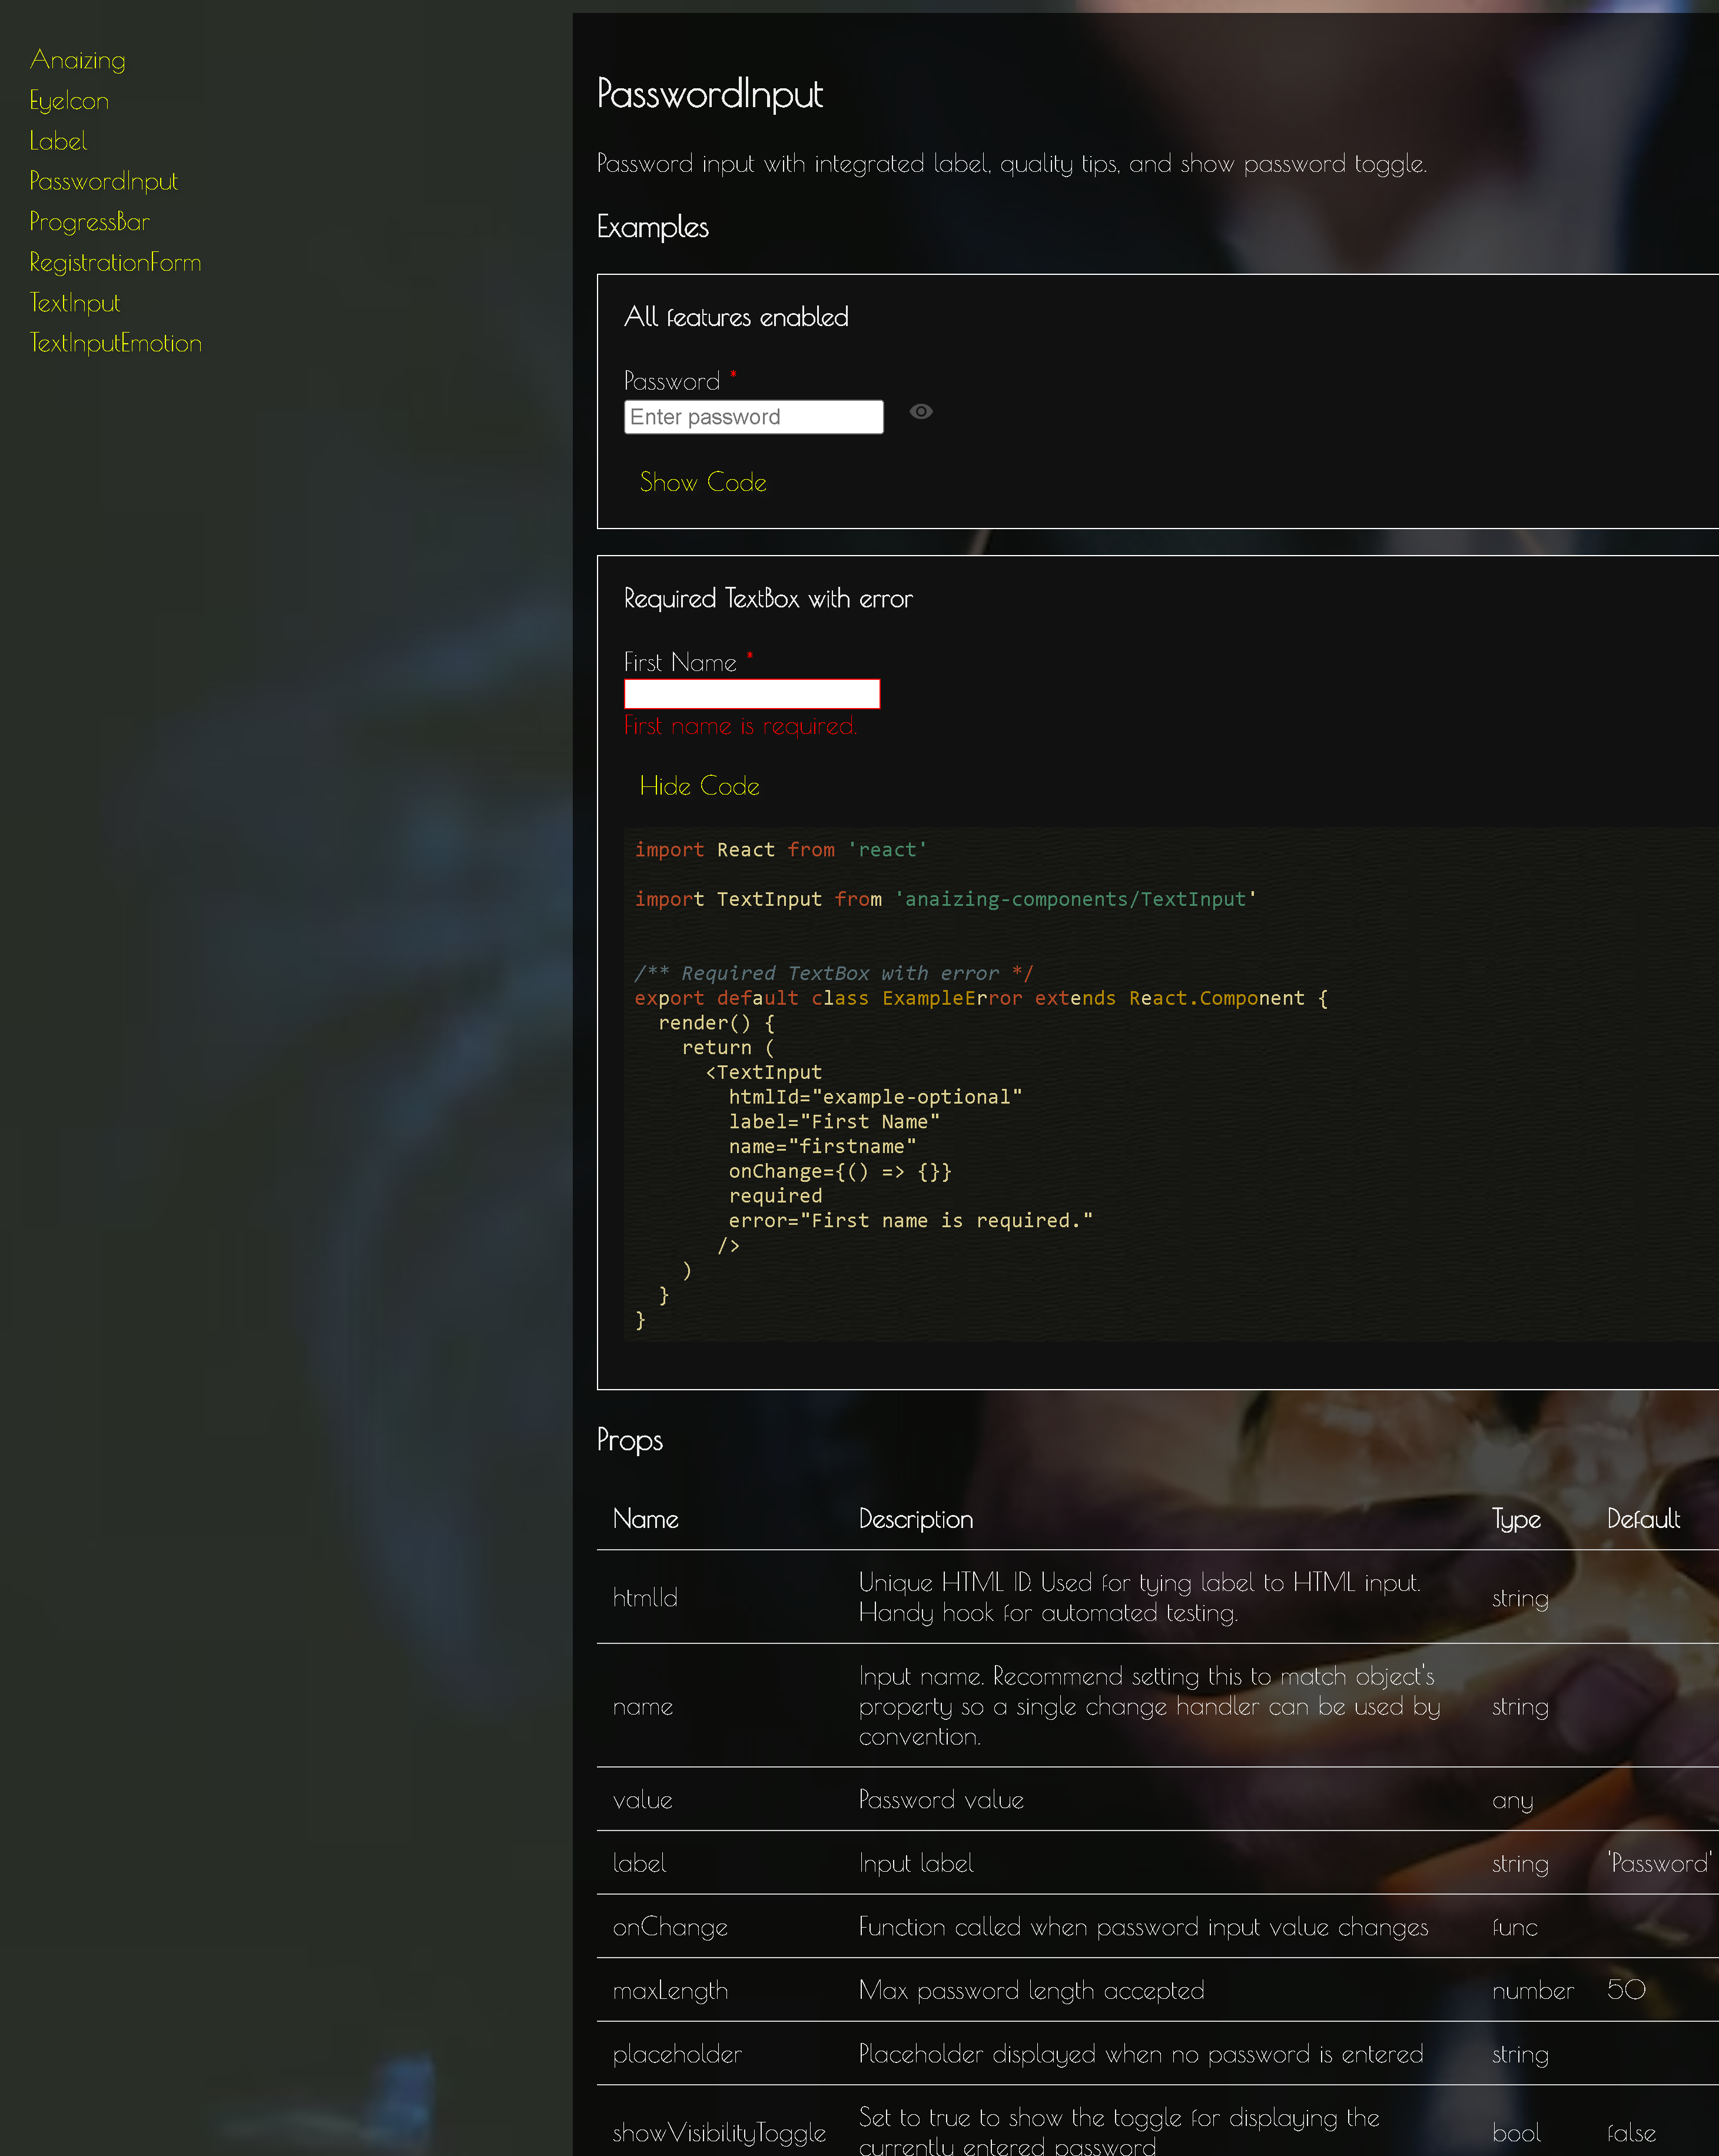 Anaizing
EyeIcon
Label
PasswordInput
ProgressBar
RegistrationForm
TextInput
TextInputEmotion
PasswordInput
Password input with integrated label, quality tips, and show password toggle.
Examples
All features enabled
Password *
Enter password
Show Code
Required TextBox with error
First Name *
First name is required.
Hide Code
import React from 'react'
import TextInput from 'anaizing-components/TextInput'
/** Required TextBox with error */
export default class ExampleError extends React.Component {
render() {
return (
<TextInput
htmlId="example-optional"
label="First Name"
name="firstname"
onChange={() => {}}
required
error="First name is required."
/>
)
}
}
Props
Name Description Type Default
htmlId Unique HTML ID. Used for tying label to HTML input. string
Handy hook for automated testing.
name Input name. Recommend setting this to match object's string
property so a single change handler can be used by
convention.
value Password value any
label Input label string 'Password'
onChange Function called when password input value changes func
maxLength Max password length accepted number 50
placeholder Placeholder displayed when no password is entered string
showVisibilityToggle Set to true to show the toggle for displaying the bool false
currently entered password